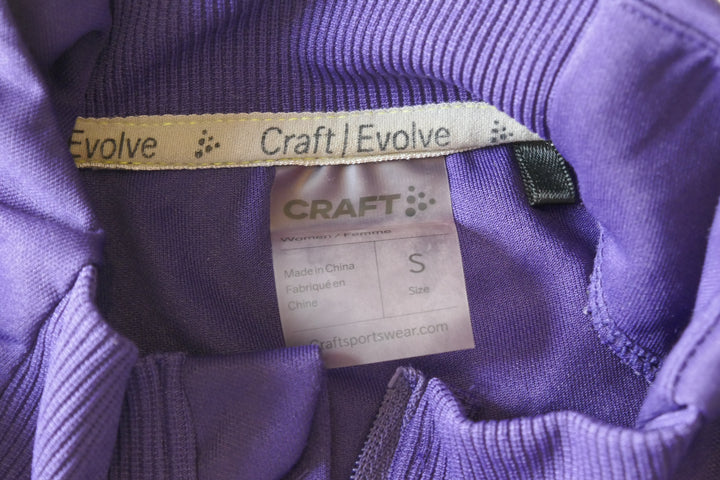 Evolve Craft | Evolve
CRAFT
Women / Femme
Made in China
Fabriqué en
Chine
S
Size
Craftsportswear.com